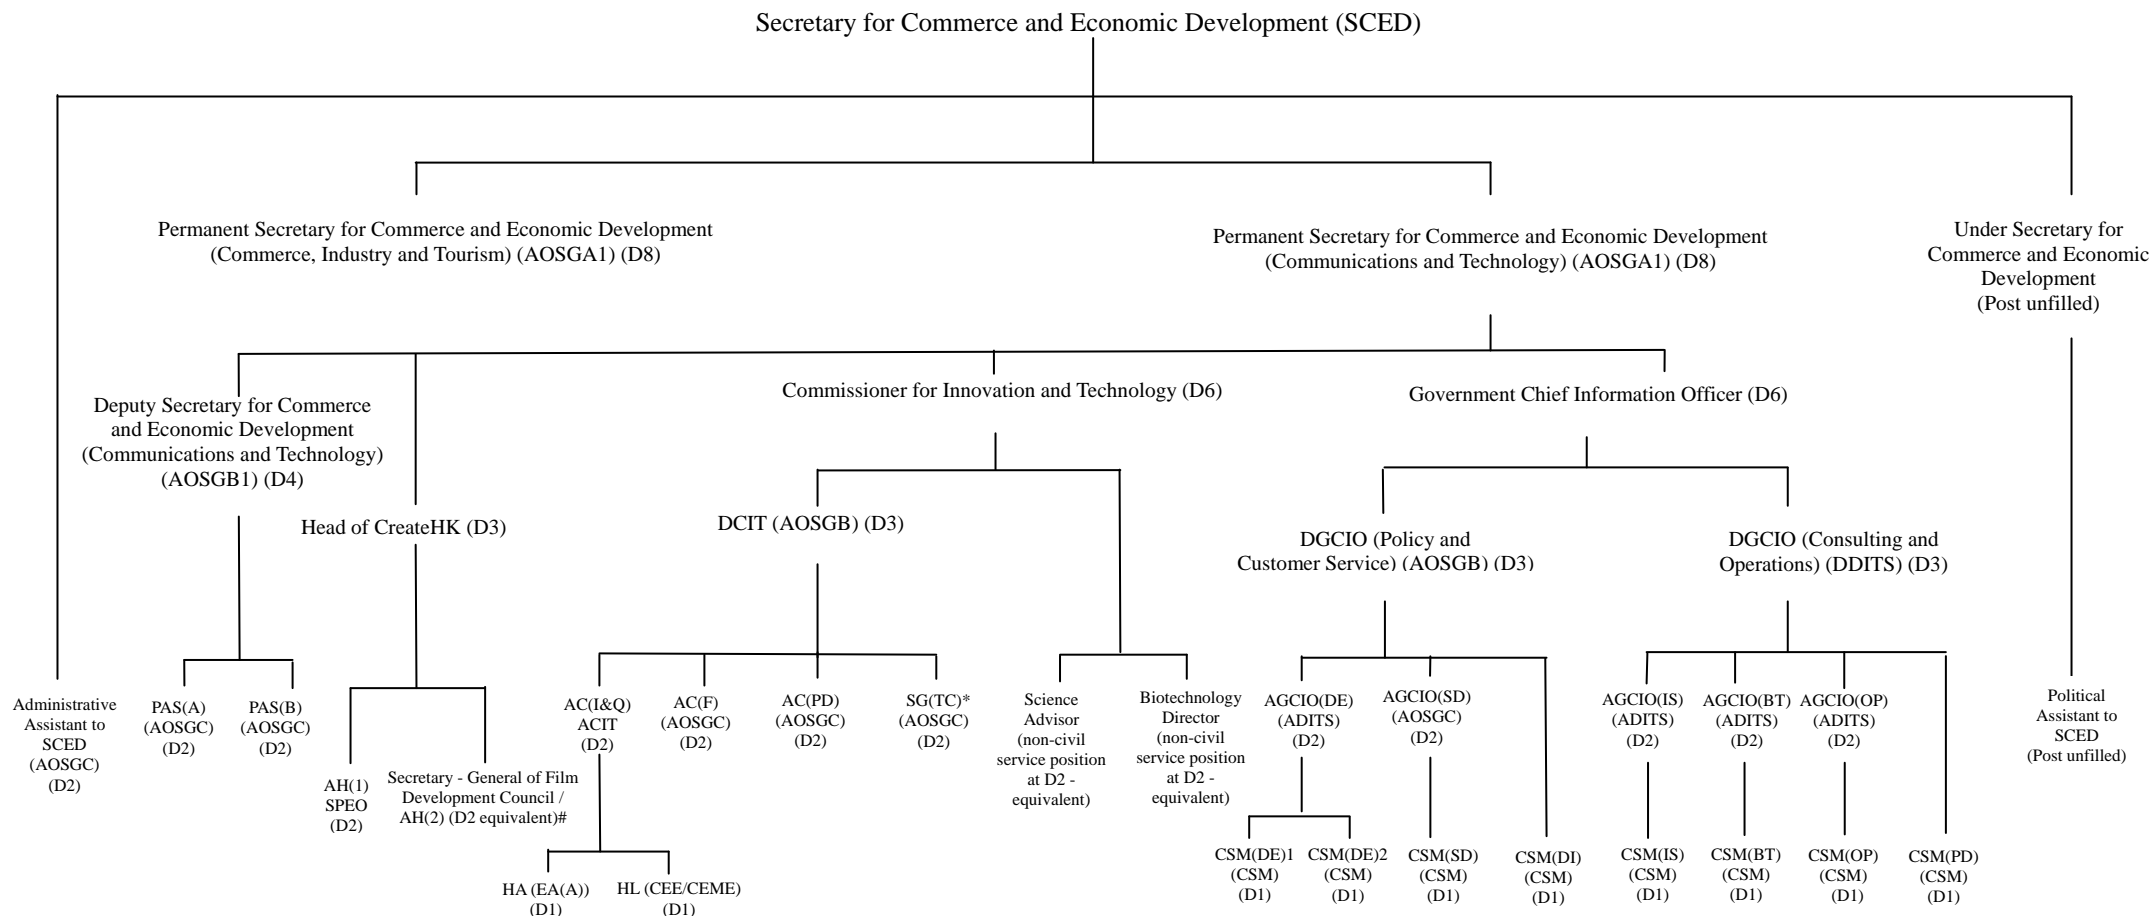 Secretary for Commerce and Economic Development (SCED)
Permanent Secretary for Commerce and Economic Development
(Commerce, Industry and Tourism) (AOSGA1) (D8)
Permanent Secretary for Commerce and Economic Development
(Communications and Technology) (AOSGA1) (D8)
Under Secretary for
Commerce and Economic
Development
(Post unfilled)
Deputy Secretary for Commerce
and Economic Development
(Communications and Technology)
(AOSGB1) (D4)
Head of CreateHK (D3)
Commissioner for Innovation and Technology (D6)
Government Chief Information Officer (D6)
DCIT (AOSGB) (D3)
DGCIO (Policy and
Customer Service) (AOSGB) (D3)
DGCIO (Consulting and
Operations) (DDITS) (D3)
Administrative
Assistant to
SCED
(AOSGC)
(D2)
PAS(A)
(AOSGC)
(D2)
PAS(B)
(AOSGC)
(D2)
AH(1)
SPEO
(D2)
Secretary - General of Film
Development Council /
AH(2) (D2 equivalent)#
AC(I&Q)
ACIT
(D2)
AC(F)
(AOSGC)
(D2)
AC(PD)
(AOSGC)
(D2)
SG(TC)*
(AOSGC)
(D2)
Science
Advisor
(non-civil
service position
at D2 -
equivalent)
Biotechnology
Director
(non-civil
service position
at D2 -
equivalent)
AGCIO(DE)
(ADITS)
(D2)
AGCIO(SD)
(AOSGC)
(D2)
AGCIO(IS)
(ADITS)
(D2)
AGCIO(BT)
(ADITS)
(D2)
AGCIO(OP)
(ADITS)
(D2)
Political
Assistant to
SCED
(Post unfilled)
HA (EA(A))
(D1)
HL (CEE/CEME)
(D1)
CSM(DE)1
(CSM)
(D1)
CSM(DE)2
(CSM)
(D1)
CSM(SD)
(CSM)
(D1)
CSM(DI)
(CSM)
(D1)
CSM(IS)
(CSM)
(D1)
CSM(BT)
(CSM)
(D1)
CSM(OP)
(CSM)
(D1)
CSM(PD)
(CSM)
(D1)